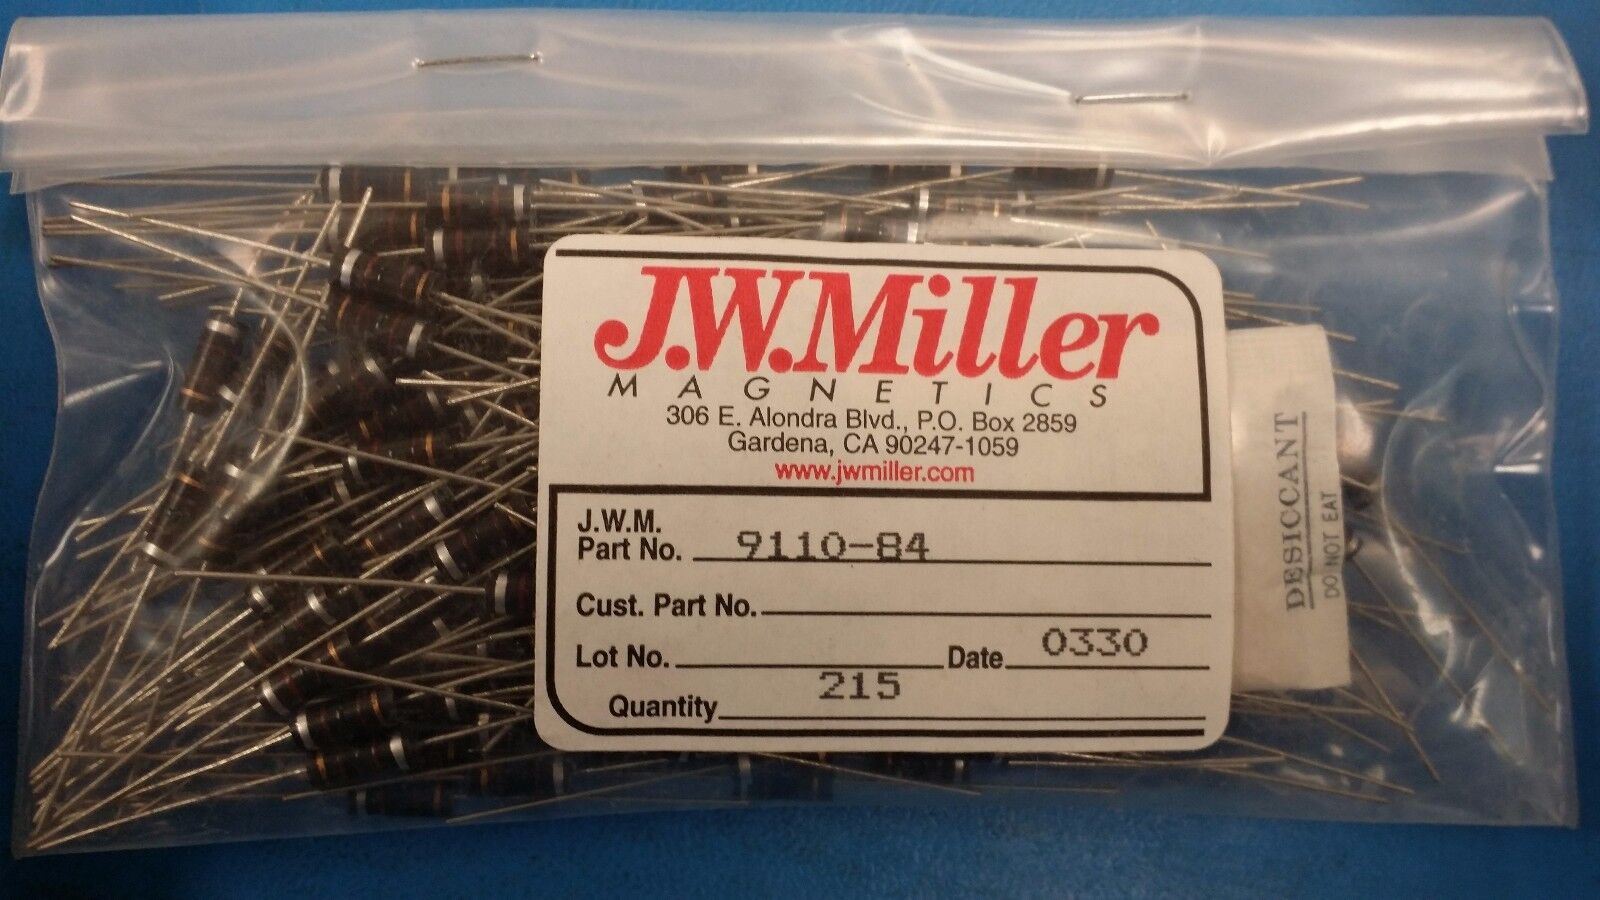 J.W.Miller
MAGNETICS
306 E. Alondra Blvd., P.O. Box 2859
Gardena, CA 90247-1059
www.jwmiller.com
J.W.M.
Part No. 9110-84
Cust. Part No.
Lot No. Date 0330
Quantity 215
DESICCANT
DO NOT EAT